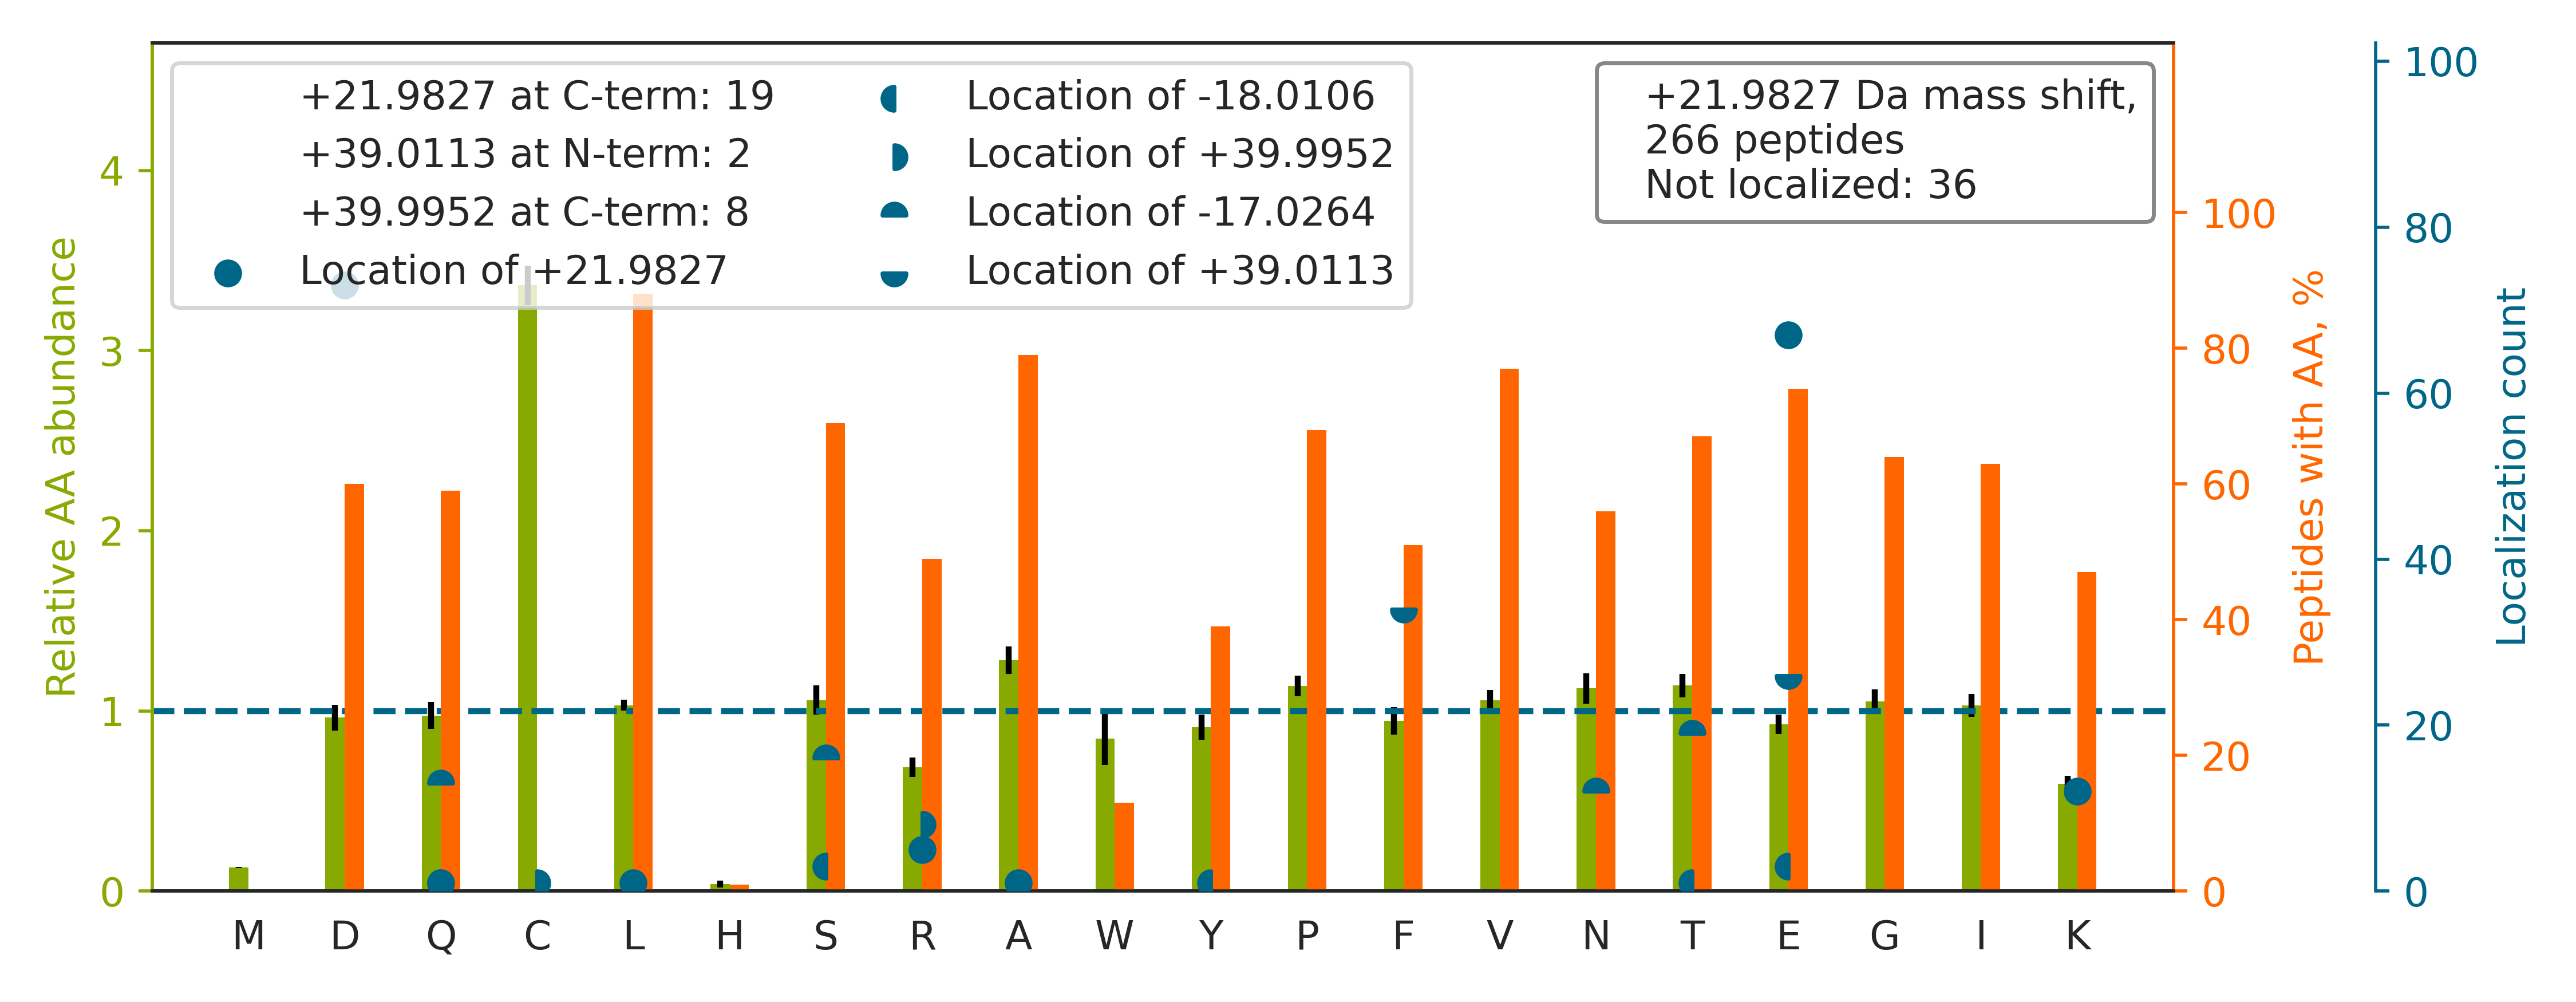 +21.9827 at C-term: 19
+39.0113 at N-term: 2
+39.9952 at C-term: 8
Location of +21.9827
Location of -18.0106
Location of +39.9952
Location of -17.0264
Location of +39.0113
+21.9827 Da mass shift,
266 peptides
Not localized: 36
Relative AA abundance
4
3
2
1
0
100
80
60
40
20
0
Peptides with AA, %
100
80
60
40
20
0
Localization count
M D Q C L H S R A W Y P F V N T E G I K